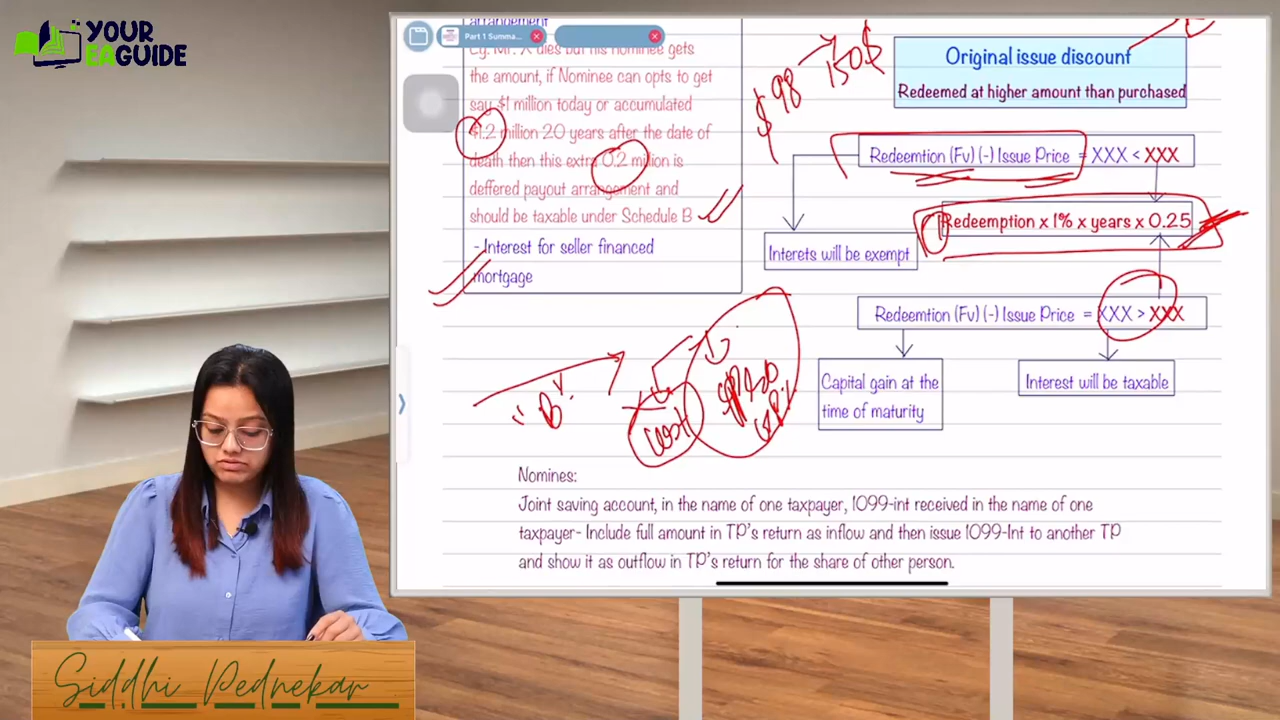 YOUR
EAGUIDE
arrangement
Part 1 Summa...
Eg. Mr. X dies but his nominee gets
the amount, if Nominee can opts to get
say $1 million today or accumulated
$1.2 million 20 years after the date of
death then this extra 0.2 million is
deffered payout arrangement and
should be taxable under Schedule B
- Interest for seller financed
mortgage
$98
150$
Original issue discount
Redeemed at higher amount than purchased
Redeemtion (Fv) (-) Issue Price = XXX < XXX
Redemption x 1% x years x 0.25
Interets will be exempt
Redeemtion (Fv) (-) Issue Price = XXX > XXX
Capital gain at the
time of maturity
Interest will be taxable
"B"
Nomines:
Joint saving account, in the name of one taxpayer, 1099-int received in the name of one
taxpayer- Include full amount in TP's return as inflow and then issue 1099-Int to another TP
and show it as outflow in TP's return for the share of other person.
Siddhi Pednekar